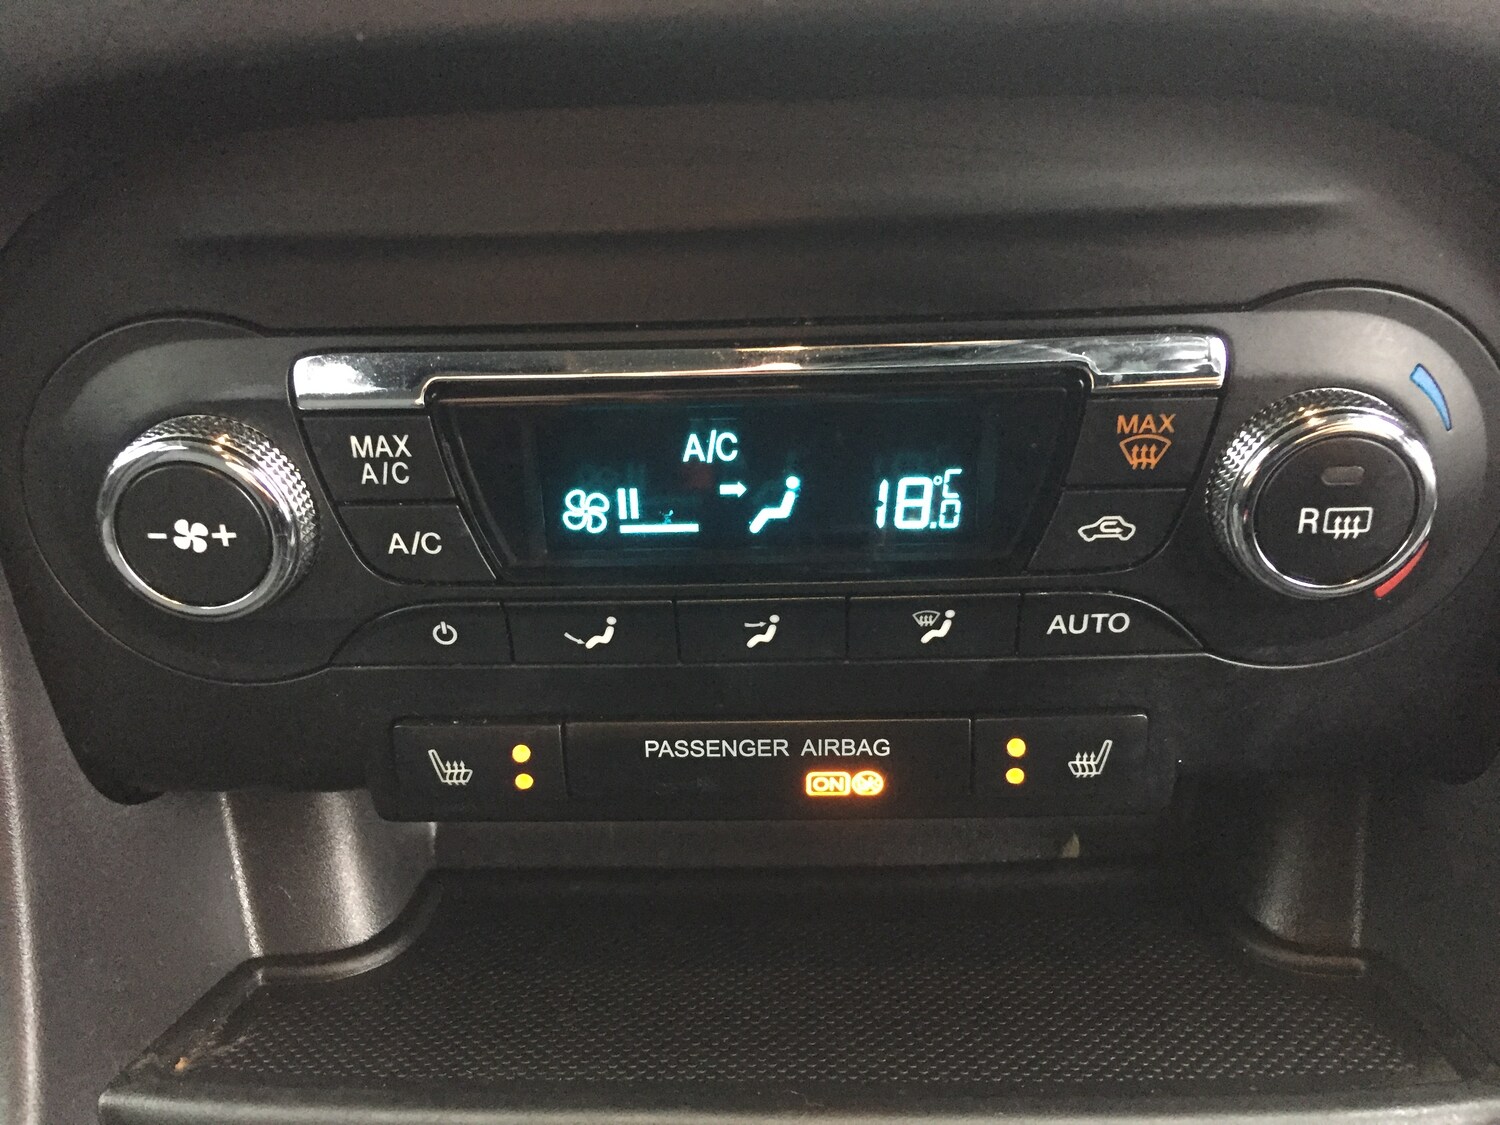 MAX
A/C
A/C
A/C
18.0°C
MAX
R
AUTO
PASSENGER AIRBAG
ON